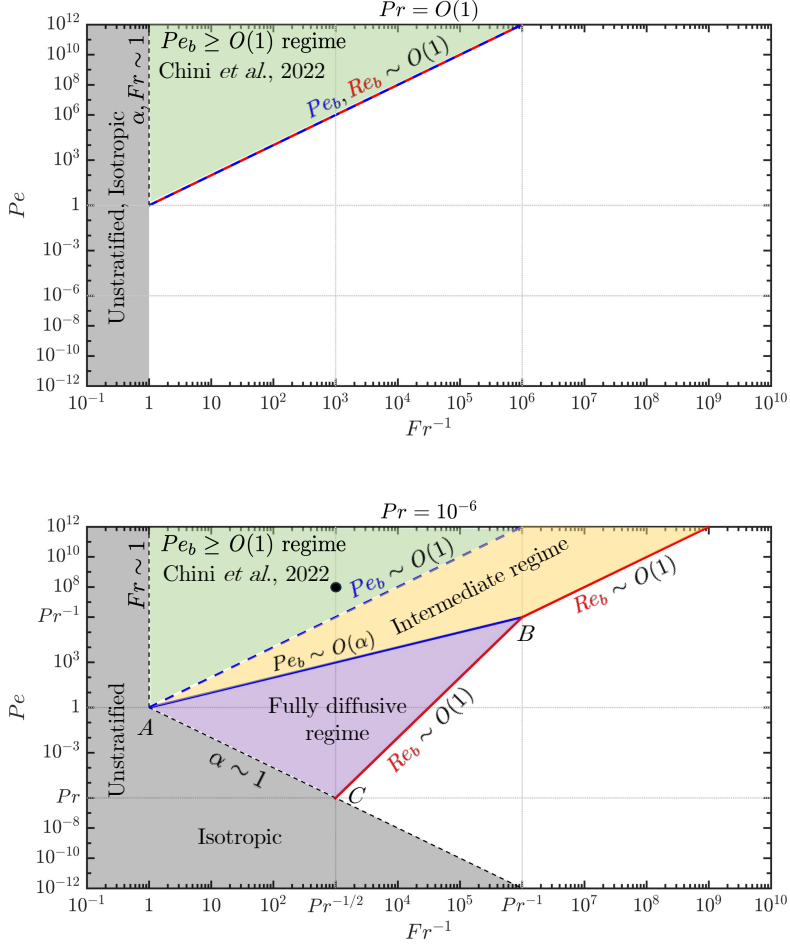 Pr = O(1)
10^12
10^10
10^8
10^6
10^3
1
10^−3
10^−6
10^−8
10^−10
10^−12
Pe
Unstratified, Isotropic
α, Fr ∼ 1
Pe_b ≥ O(1) regime
Chini et al., 2022
Pe_b, Re_b ∼ O(1)
10^−1 1 10 10^2 10^3 10^4 10^5 10^6 10^7 10^8 10^9 10^10
Fr^−1
Pr = 10^−6
10^12
10^10
10^8
Pr^−1
10^3
1
10^−3
Pr
10^−8
10^−10
10^−12
Pe
Unstratified
Fr ∼ 1
Pe_b ≥ O(1) regime
Chini et al., 2022
Pe_b ∼ O(1)
Intermediate regime
Re_b ∼ O(1)
Pe_b ∼ O(α)
B
A
Fully diffusive
regime
Re_b ∼ O(1)
α ∼ 1
C
Isotropic
10^−1 1 10 10^2 Pr^−1/2 10^4 10^5 Pr^−1 10^7 10^8 10^9 10^10
Fr^−1